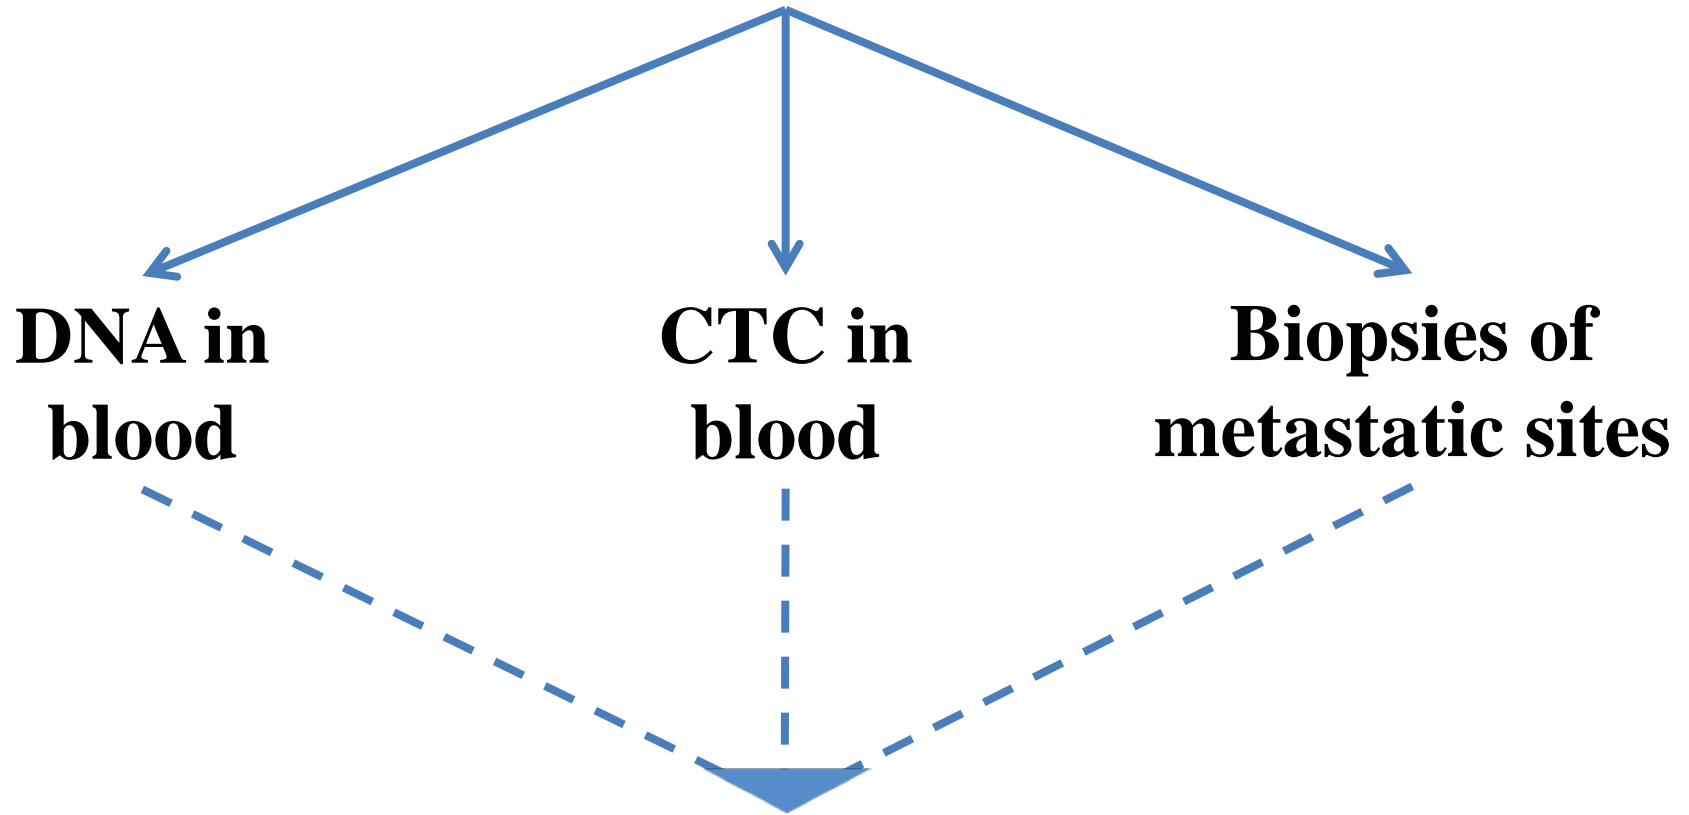 DNA in
blood
CTC in
blood
Biopsies of
metastatic sites